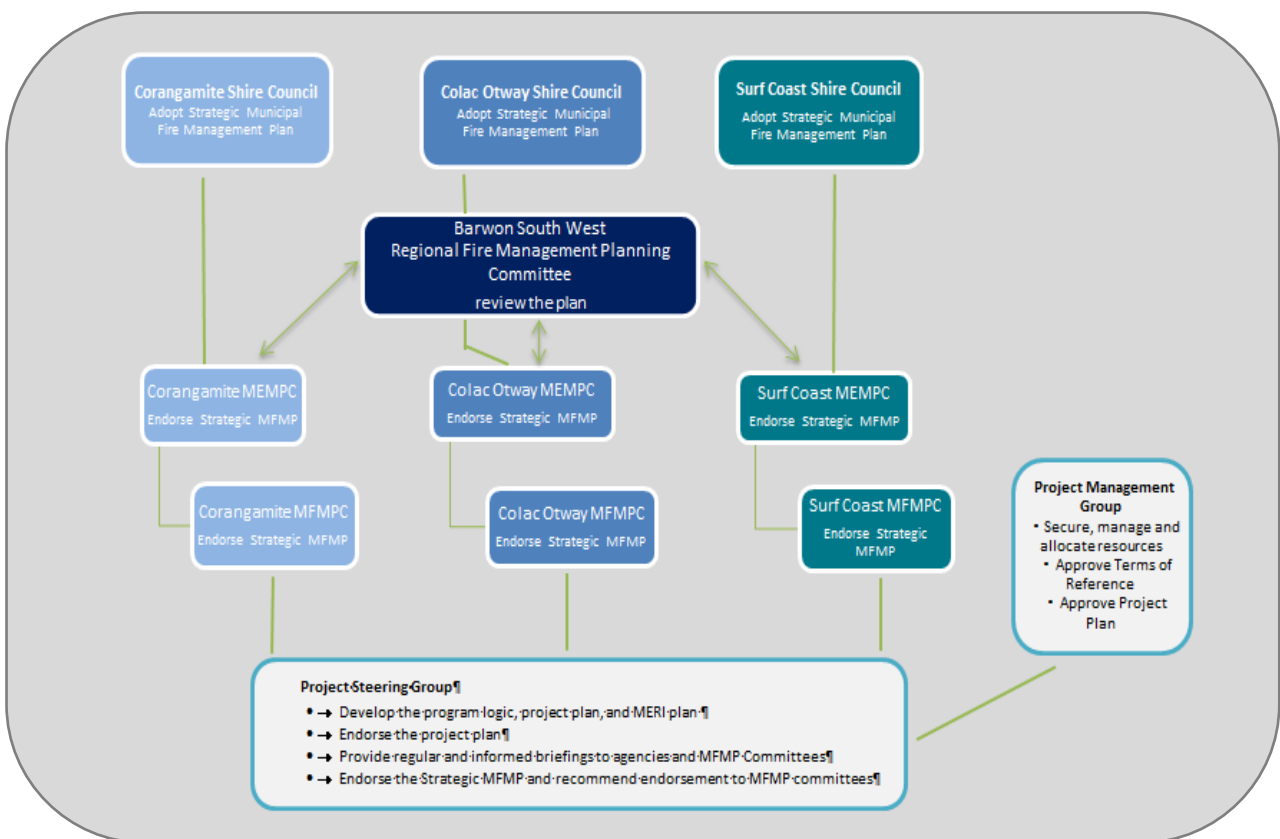 Corangamite Shire Council
Adopt Strategic Municipal
Fire Management Plan
Colac Otway Shire Council
Adopt Strategic Municipal
Fire Management Plan
Surf Coast Shire Council
Adopt Strategic Municipal
Fire Management Plan
Barwon South West
Regional Fire Management Planning
Committee
review the plan
Corangamite MEMPC
Endorse Strategic MFMP
Colac Otway MEMPC
Endorse Strategic MFMP
Surf Coast MEMPC
Endorse Strategic MFMP
Corangamite MFMPC
Endorse Strategic MFMP
Colac Otway MFMPC
Endorse Strategic MFMP
Surf Coast MFMPC
Endorse Strategic
MFMP
Project Management
Group
▪ Secure, manage and
allocate resources
▪ Approve Terms of
Reference
▪ Approve Project
Plan
Project·Steering·Group¶
•→Develop·the·program·logic,·project·plan,·and·MERI·plan·¶
•→Endorse·the·project·plan¶
•→Provide·regular·and·informed·briefings·to·agencies·and·MFMP·Committees¶
•→Endorse·the·Strategic·MFMP·and·recommend·endorsement·to·MFMP·committees¶